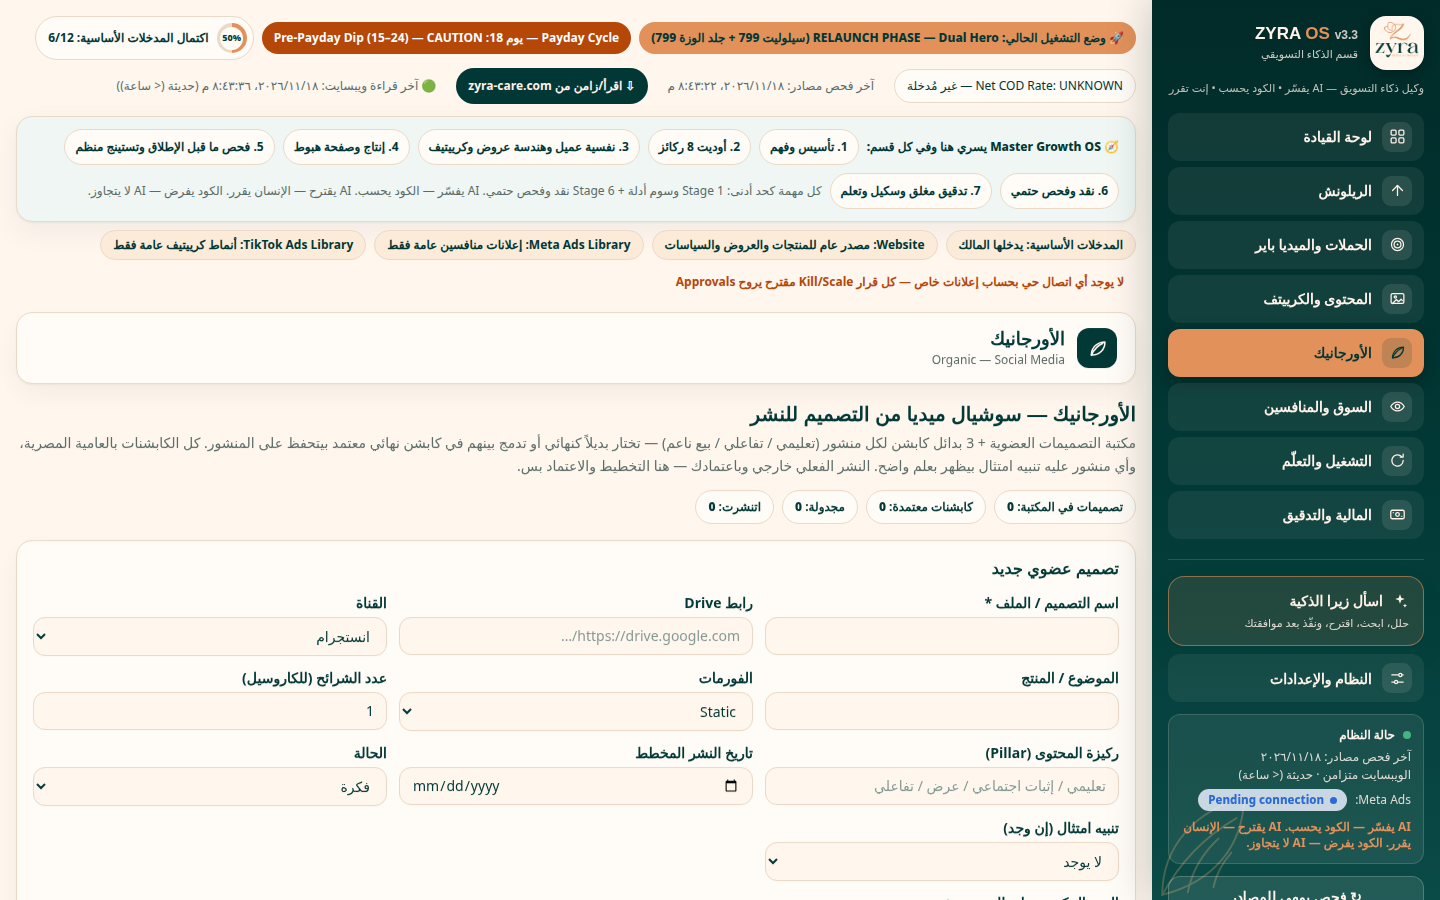 zyra
ZYRA OS v3.3
قسم الذكاء التسويقي
وكيل ذكاء التسويق — AI يفسّر • الكود يحسب • إنت تقرر
لوحة القيادة
الريلونش
الحملات والميديا باير
المحتوى والكرييتف
الأورجانيك
السوق والمنافسين
التشغيل والتعلّم
المالية والتدقيق
اسأل زيرا الذكية
حلل، ابحث، اقترح، ونفّذ بعد موافقتك
النظام والإعدادات
حالة النظام
آخر فحص مصادر: ٢٠٢٦/١١/١٨
الويبسايت متزامن · حديثة (< ساعة)
Meta Ads: Pending connection
AI يفسّر — الكود يحسب. AI يقترح — الإنسان
يقرر. الكود يفرض — AI لا يتجاوز.
↻ فحص يومي للمصادر
🚀 وضع التشغيل الحالي: RELAUNCH PHASE — Dual Hero (سيلوليت 799 + جلد الوزة 799)
Payday Cycle — يوم 18: Pre-Payday Dip (15–24) — CAUTION
اكتمال المدخلات الأساسية: 6/12
50%
Net COD Rate: UNKNOWN — غير مُدخلة
آخر فحص مصادر: ٢٠٢٦/١١/١٨، ٨:٤٣:٢٢ م
⇩ اقرأ/زامن من zyra-care.com
🟢 آخر قراءة ويبسايت: ٢٠٢٦/١١/١٨، ٨:٤٣:٣٦ م (حديثة (< ساعة))
🧭 Master Growth OS يسري هنا وفي كل قسم:
1. تأسيس وفهم
2. أوديت 8 ركائز
3. نفسية عميل وهندسة عروض وكرييتيف
4. إنتاج وصفحة هبوط
5. فحص ما قبل الإطلاق وتستينج منظم
6. نقد وفحص حتمي
7. تدقيق مغلق وسكيل وتعلم
كل مهمة كحد أدنى: Stage 1 وسوم أدلة + Stage 6 نقد وفحص حتمي. AI يفسّر — الكود يحسب. AI يقترح — الإنسان يقرر. الكود يفرض — AI لا يتجاوز.
المدخلات الأساسية: يدخلها المالك
Website: مصدر عام للمنتجات والعروض والسياسات
Meta Ads Library: إعلانات منافسين عامة فقط
TikTok Ads Library: أنماط كرييتيف عامة فقط
لا يوجد أي اتصال حي بحساب إعلانات خاص — كل قرار Kill/Scale مقترح يروح Approvals
الأورجانيك
Organic — Social Media
الأورجانيك — سوشيال ميديا من التصميم للنشر
مكتبة التصميمات العضوية + 3 بدائل كابشن لكل منشور (تعليمي / تفاعلي / بيع ناعم) — تختار بديلاً كنهائي أو تدمج بينهم في كابشن نهائي معتمد بيتحفظ على المنشور. كل الكابشنات بالعامية المصرية،
وأي منشور عليه تنبيه امتثال بيظهر بعلم واضح. النشر الفعلي خارجي وباعتمادك — هنا التخطيط والاعتماد بس.
تصميمات في المكتبة: 0
كابشنات معتمدة: 0
مجدولة: 0
اتنشرت: 0
تصميم عضوي جديد
اسم التصميم / الملف *
رابط Drive
القناة
https://drive.google.com/...
انستجرام
الموضوع / المنتج
الفورمات
عدد الشرائح (للكاروسيل)
Static
1
ركيزة المحتوى (Pillar)
تاريخ النشر المخطط
الحالة
تعليمي / إثبات اجتماعي / عرض / تفاعلي
mm/dd/yyyy
فكرة
تنبيه امتثال (إن وجد)
لا يوجد